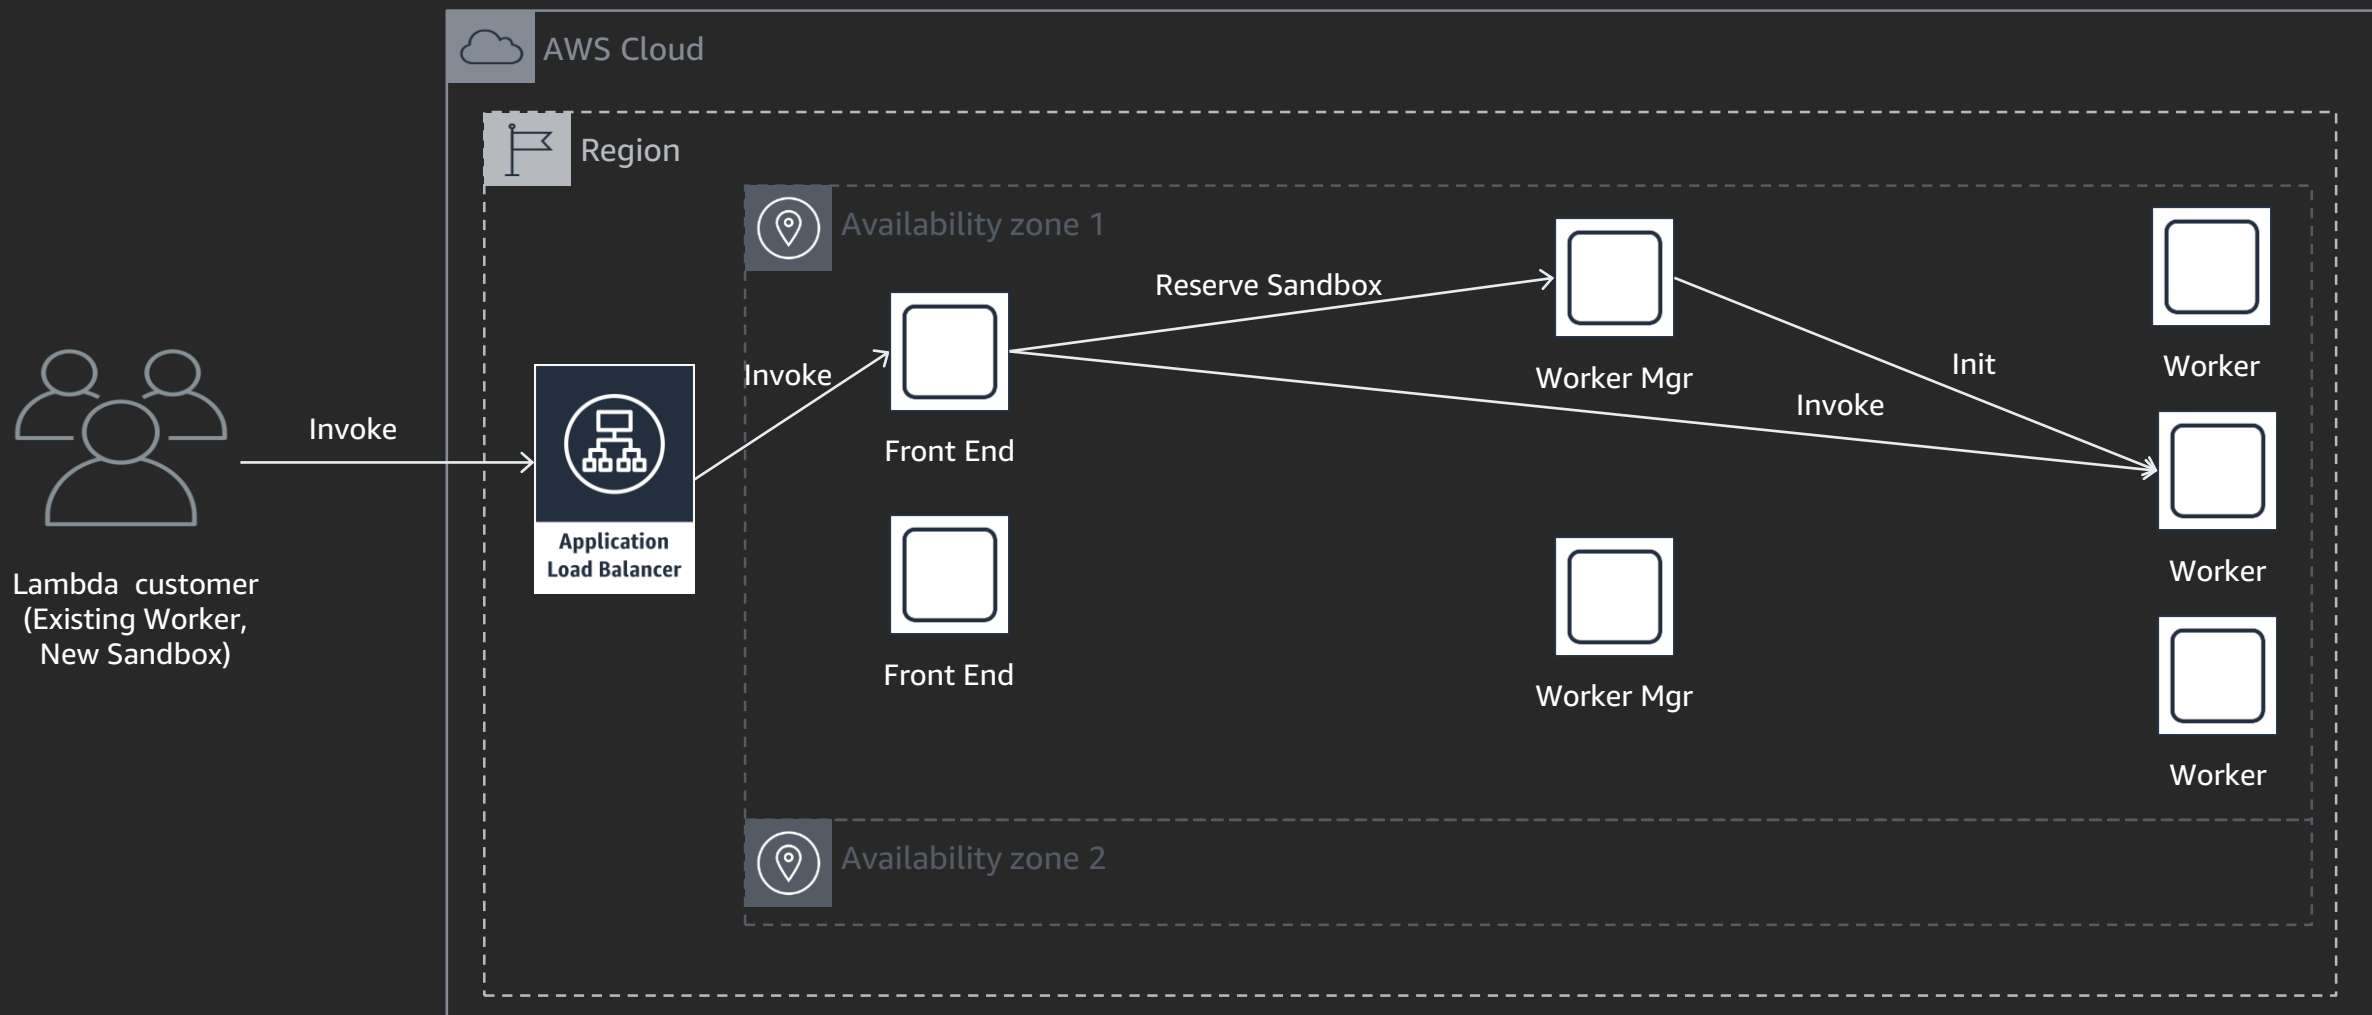 AWS Cloud
Region
Availability zone 1
Reserve Sandbox
Init
Worker
Invoke
Worker Mgr
Invoke
Invoke
Front End
Application
Load Balancer
Worker
Lambda customer
(Existing Worker,
New Sandbox)
Front End
Worker Mgr
Worker
Availability zone 2